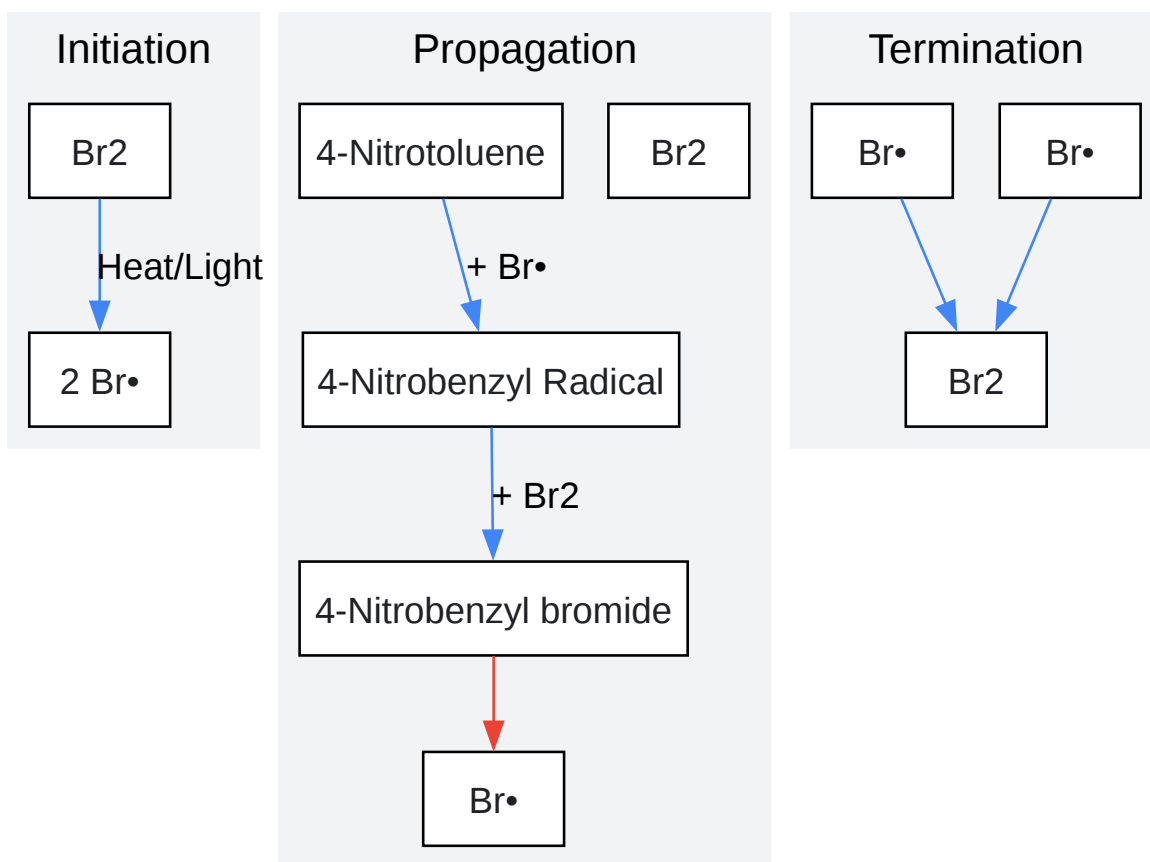 Initiation
Br2
Heat/Light
2 Br•
Propagation
4-Nitrotoluene
Br2
+ Br•
4-Nitrobenzyl Radical
+ Br2
4-Nitrobenzyl bromide
Br•
Termination
Br•
Br•
Br2